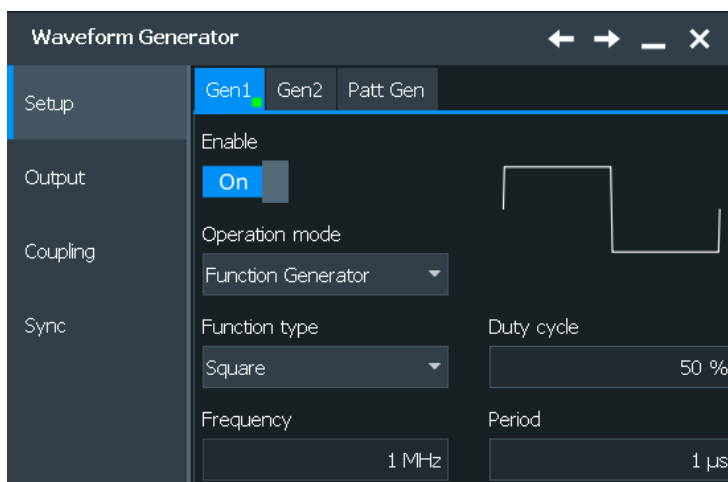 Waveform Generator
Setup
Output
Coupling
Sync
Gen1 Gen2 Patt Gen
Enable
On
Operation mode
Function Generator
Function type Duty cycle
Square 50 %
Frequency Period
1 MHz 1 µs